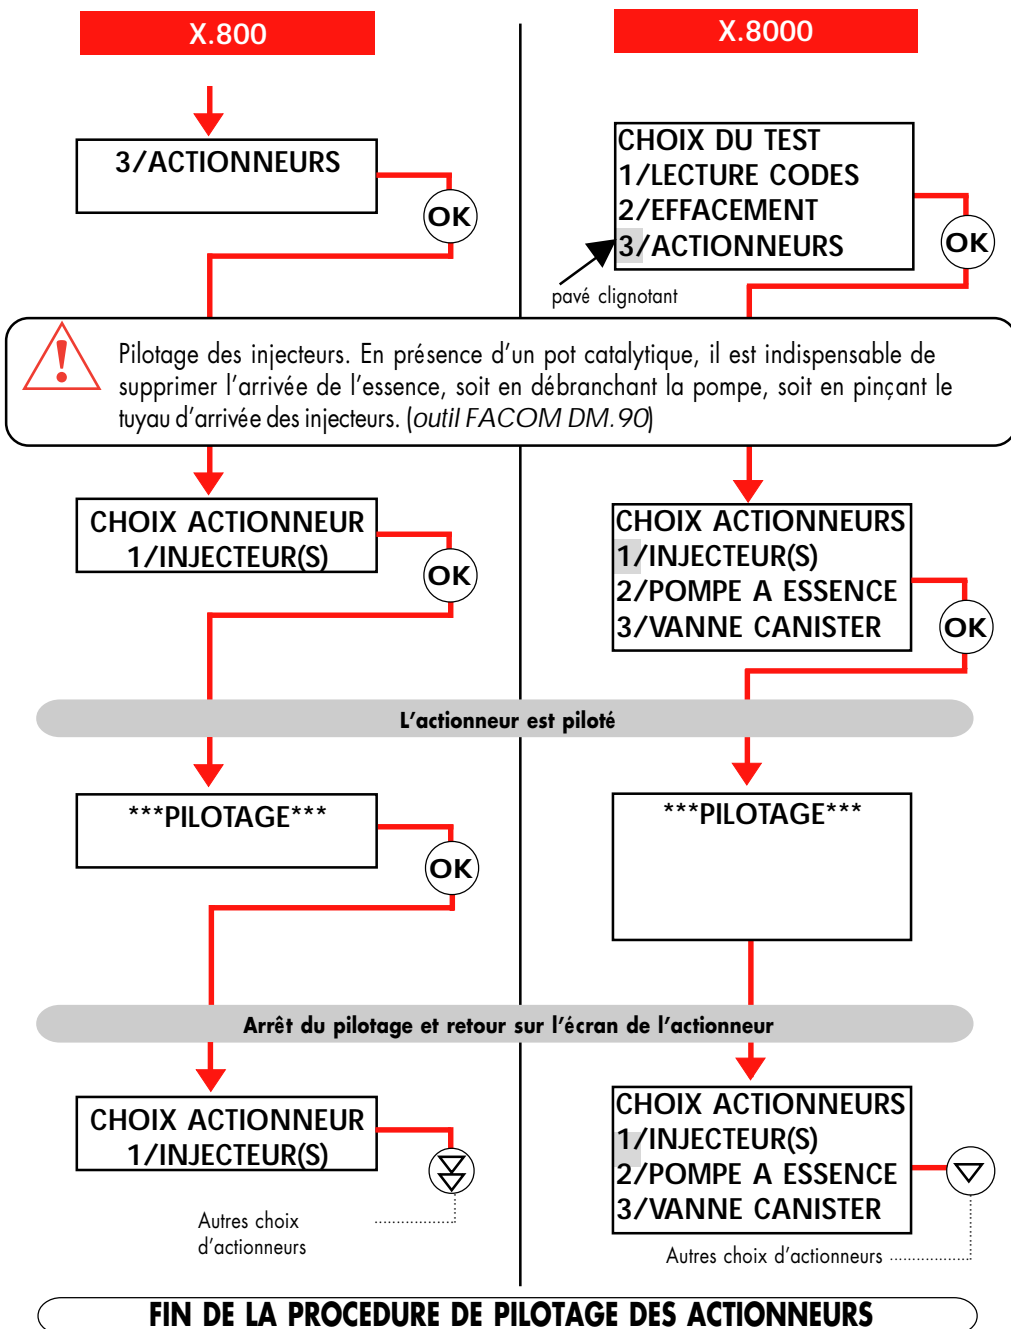 X.800
X.8000
3/ACTIONNEURS
OK
CHOIX DU TEST
1/LECTURE CODES
2/EFFACEMENT
3/ACTIONNEURS
OK
pavé clignotant
!
Pilotage des injecteurs. En présence d’un pot catalytique, il est indispensable de
supprimer l’arrivée de l’essence, soit en débranchant la pompe, soit en pinçant le
tuyau d’arrivée des injecteurs. (outil FACOM DM.90)
CHOIX ACTIONNEUR
1/INJECTEUR(S)
OK
CHOIX ACTIONNEURS
1/INJECTEUR(S)
2/POMPE A ESSENCE
3/VANNE CANISTER
OK
L’actionneur est piloté
***PILOTAGE***
OK
***PILOTAGE***
Arrêt du pilotage et retour sur l’écran de l’actionneur
CHOIX ACTIONNEUR
1/INJECTEUR(S)
Autres choix
d’actionneurs
CHOIX ACTIONNEURS
1/INJECTEUR(S)
2/POMPE A ESSENCE
3/VANNE CANISTER
Autres choix d’actionneurs
FIN DE LA PROCEDURE DE PILOTAGE DES ACTIONNEURS